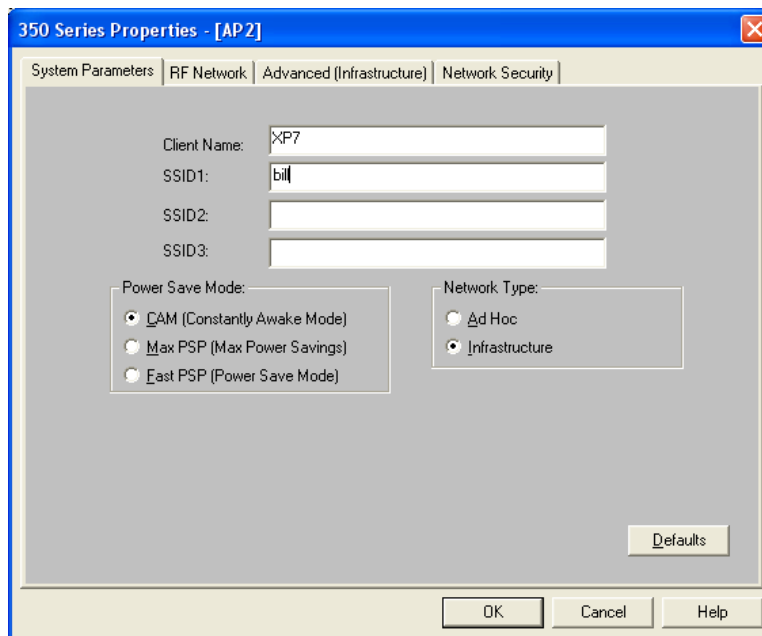 350 Series Properties - [AP2]
System Parameters RF Network Advanced (Infrastructure) Network Security
Client Name: XP7
SSID1: bill
SSID2:
SSID3:
Power Save Mode: Network Type:
CAM (Constantly Awake Mode) Ad Hoc
Max PSP (Max Power Savings) Infrastructure
Fast PSP (Power Save Mode)
Defaults
OK Cancel Help